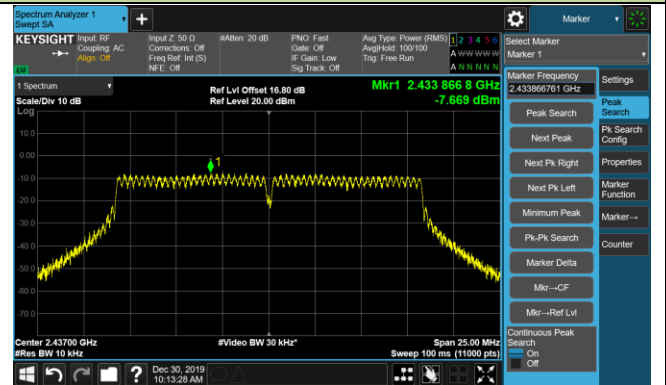 Spectrum Analyzer 1
Swept SA
Marker
KEYSIGHT
Input: RF
Coupling: AC
Align: Off
Input Z: 50 Ω
Corrections: Off
Freq Ref: Int (S)
NFE: Off
#Atten: 20 dB
PNO: Fast
Gate: Off
IF Gain: Low
Sig Track: Off
Avg Type: Power (RMS)
Avg|Hold: 100/100
Trig: Free Run
1 2 3 4 5 6
A W W W W W
A N N N N N
LXI
Select Marker
Marker 1
1 Spectrum
Scale/Div 10 dB
Log
Ref Lvl Offset 16.80 dB
Ref Level 20.00 dBm
Mkr1 2.433 866 8 GHz
-7.669 dBm
10.0
0.00
-10.0
-20.0
-30.0
-40.0
-50.0
-60.0
-70.0
1
Center 2.43700 GHz
#Res BW 10 kHz
#Video BW 30 kHz*
Span 25.00 MHz
Sweep 100 ms (11000 pts)
Marker Frequency
2.433866761 GHz
Peak Search
Next Peak
Next Pk Right
Next Pk Left
Minimum Peak
Pk-Pk Search
Marker Delta
Mkr→CF
Mkr→Ref Lvl
Continuous Peak
Search
On
Off
Settings
Peak
Search
Pk Search
Config
Properties
Marker
Function
Marker→
Counter
?
Dec 30, 2019
10:13:28 AM